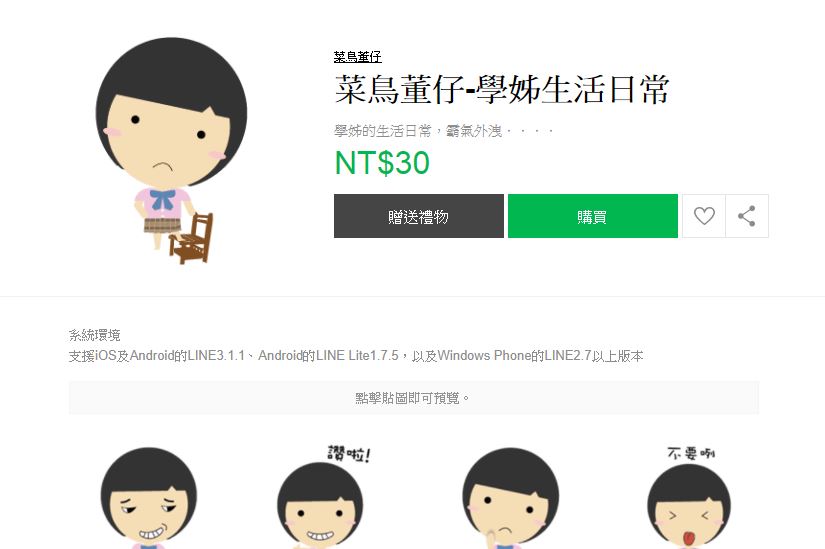 菜鳥董仔
菜鳥董仔-學姊生活日常
學姊的生活日常，霸氣外洩．．．．
NT$30
贈送禮物
購買
系統環境
支援iOS及Android的LINE3.1.1、Android的LINE Lite1.7.5，以及Windows Phone的LINE2.7以上版本
點擊貼圖即可預覽。
讚啦!
不要咧